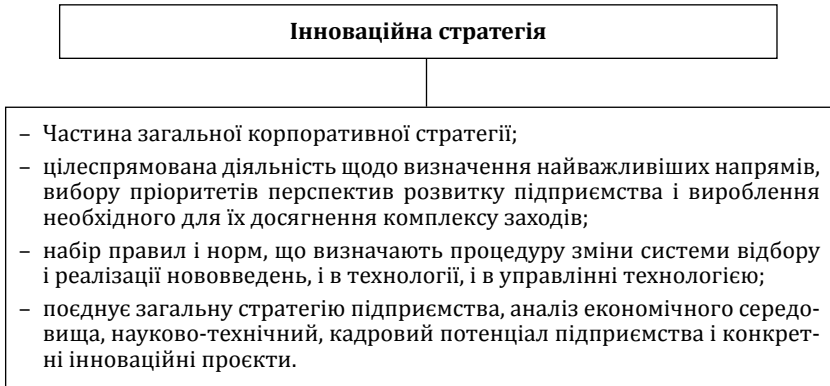 Інноваційна стратегія
– Частина загальної корпоративної стратегії;
– цілеспрямована діяльність щодо визначення найважливіших напрямів,
вибору пріоритетів перспектив розвитку підприємства і вироблення
необхідного для їх досягнення комплексу заходів;
– набір правил і норм, що визначають процедуру зміни системи відбору
і реалізації нововведень, і в технології, і в управлінні технологією;
– поєднує загальну стратегію підприємства, аналіз економічного середо-
вища, науково-технічний, кадровий потенціал підприємства і конкрет-
ні інноваційні проєкти.